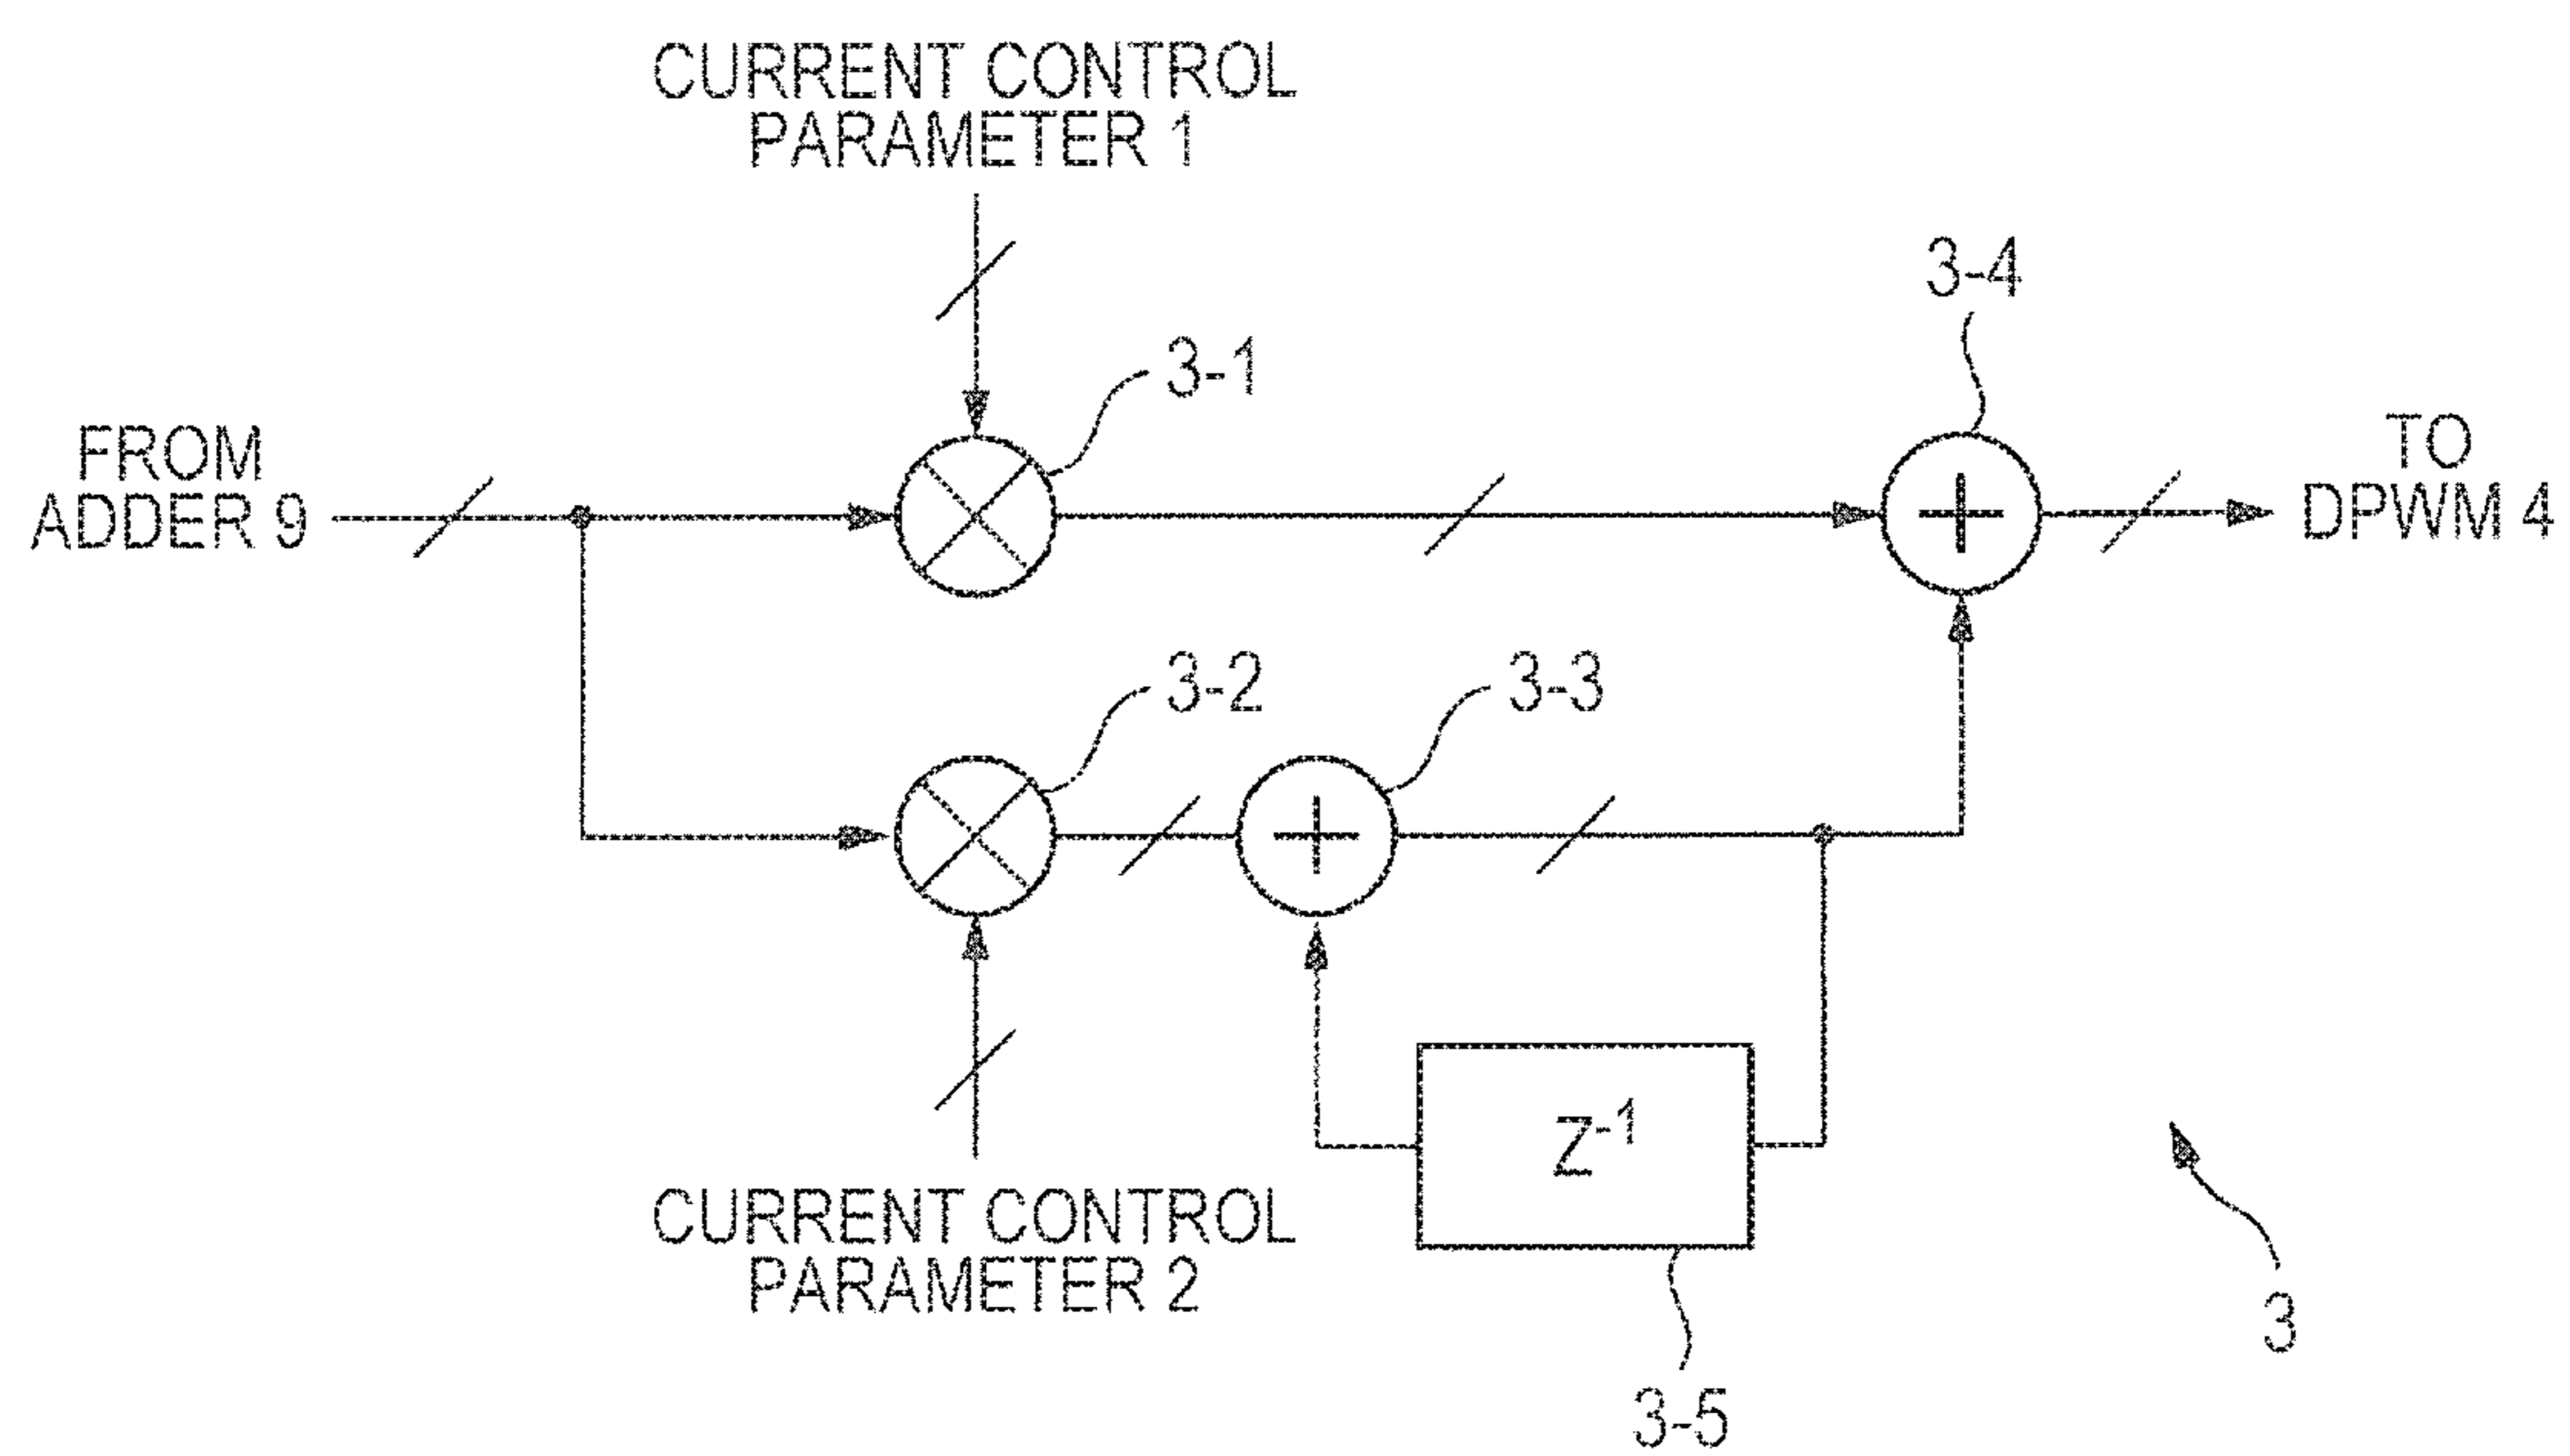 CURRENT CONTROL
PARAMETER 1
3-4
3-1
FROM
ADDER 9
TO
DPWM 4
3-2
3-3
Z-1
CURRENT CONTROL
PARAMETER 2
3
3-5